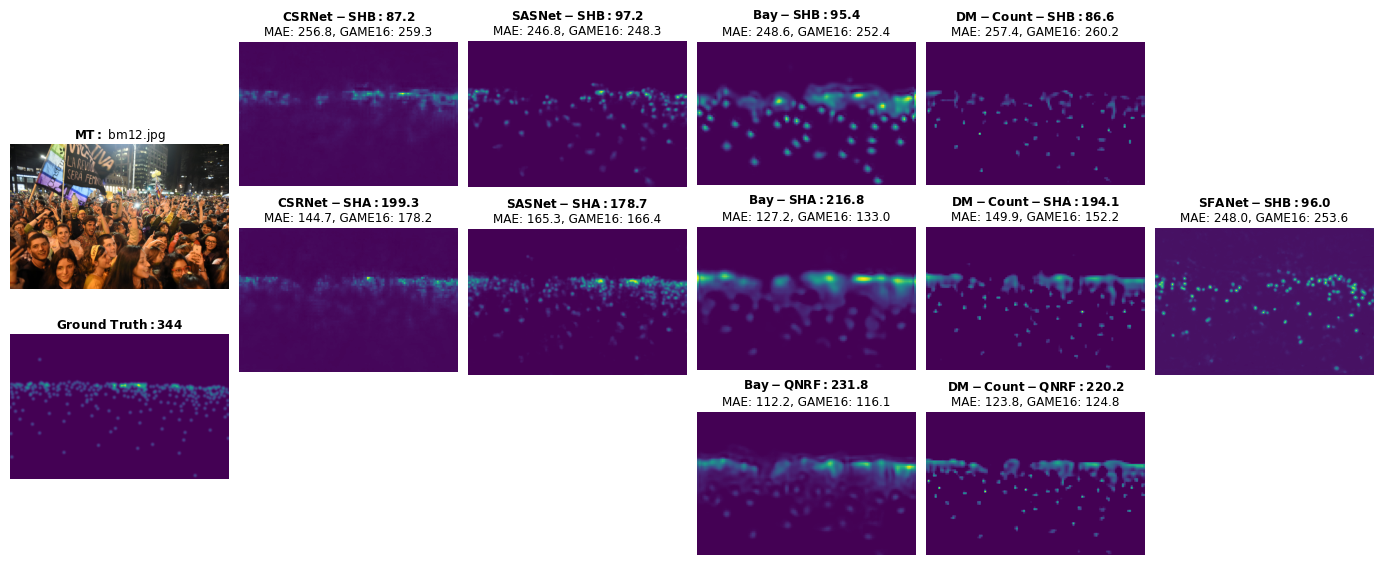 CSRNet – SHB : 87.2
MAE: 256.8, GAME16: 259.3
SASNet – SHB : 97.2
MAE: 246.8, GAME16: 248.3
Bay – SHB : 95.4
MAE: 248.6, GAME16: 252.4
DM – Count – SHB : 86.6
MAE: 257.4, GAME16: 260.2
MT : bm12.jpg
CSRNet – SHA : 199.3
MAE: 144.7, GAME16: 178.2
SASNet – SHA : 178.7
MAE: 165.3, GAME16: 166.4
Bay – SHA : 216.8
MAE: 127.2, GAME16: 133.0
DM – Count – SHA : 194.1
MAE: 149.9, GAME16: 152.2
SFANet – SHB : 96.0
MAE: 248.0, GAME16: 253.6
Ground Truth : 344
Bay – QNRF : 231.8
MAE: 112.2, GAME16: 116.1
DM – Count – QNRF : 220.2
MAE: 123.8, GAME16: 124.8